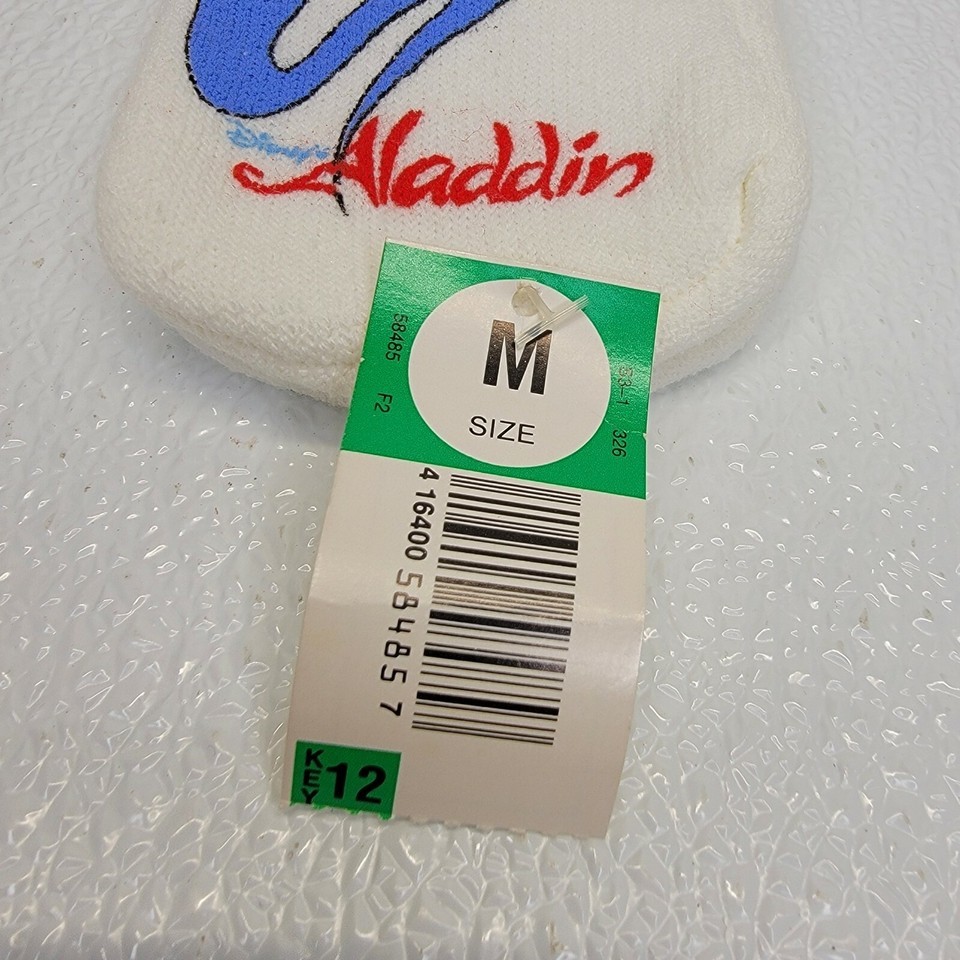 Disney's
Aladdin
M
SIZE
58485 F2
326
4 16400 58485 7
KEY 12